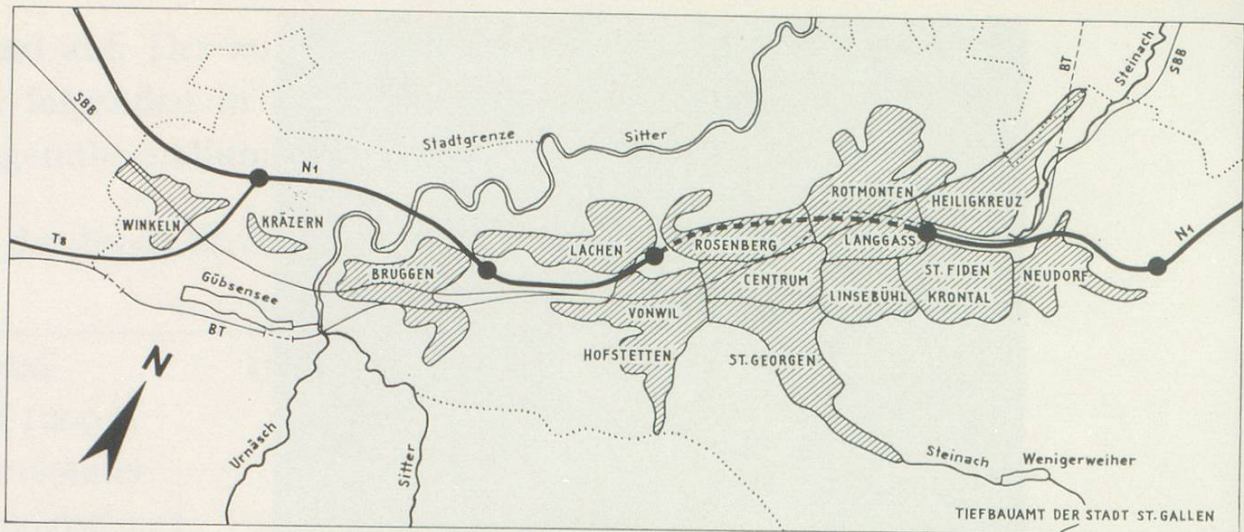 SBB
N1
Stadtgrenze
Sitter
BT
Steinach
SBB
WINKELN
KRÄZERN
T8
Gübsensee
BT
BRUGGEN
LACHEN
ROSENBERG
ROTMONTEN
HEILIGKREUZ
LANGGASS
CENTRUM
ST. FIDEN
NEUDORF
N1
VONWIL
LINSEBÜHL
KRONTAL
HOFSTETTEN
ST. GEORGEN
N
Urnäsch
Sitter
Steinach
Wenigerweiher
TIEFBAUAMT DER STADT ST. GALLEN